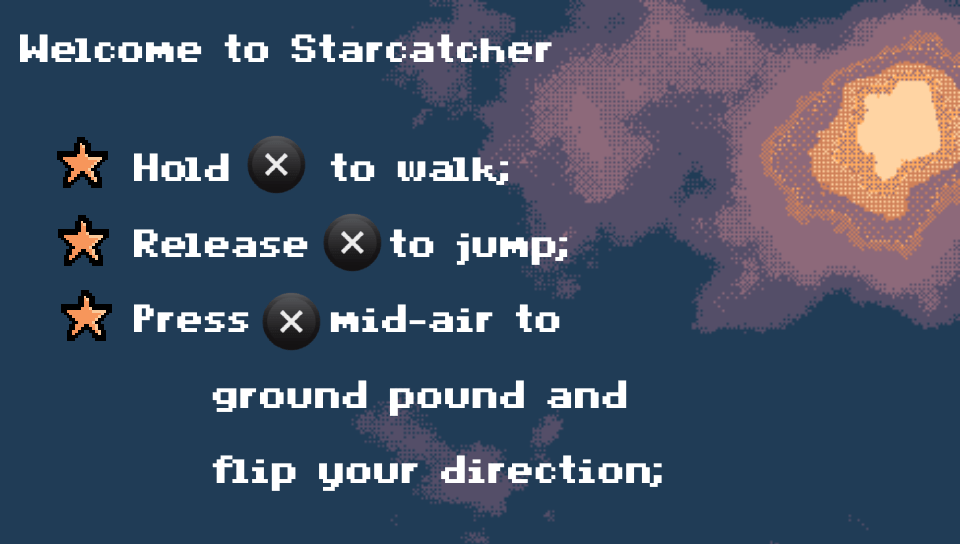 Welcome to Starcatcher
Hold ✕ to walk;
Release ✕ to jump;
Press ✕ mid-air to
ground pound and
flip your direction;